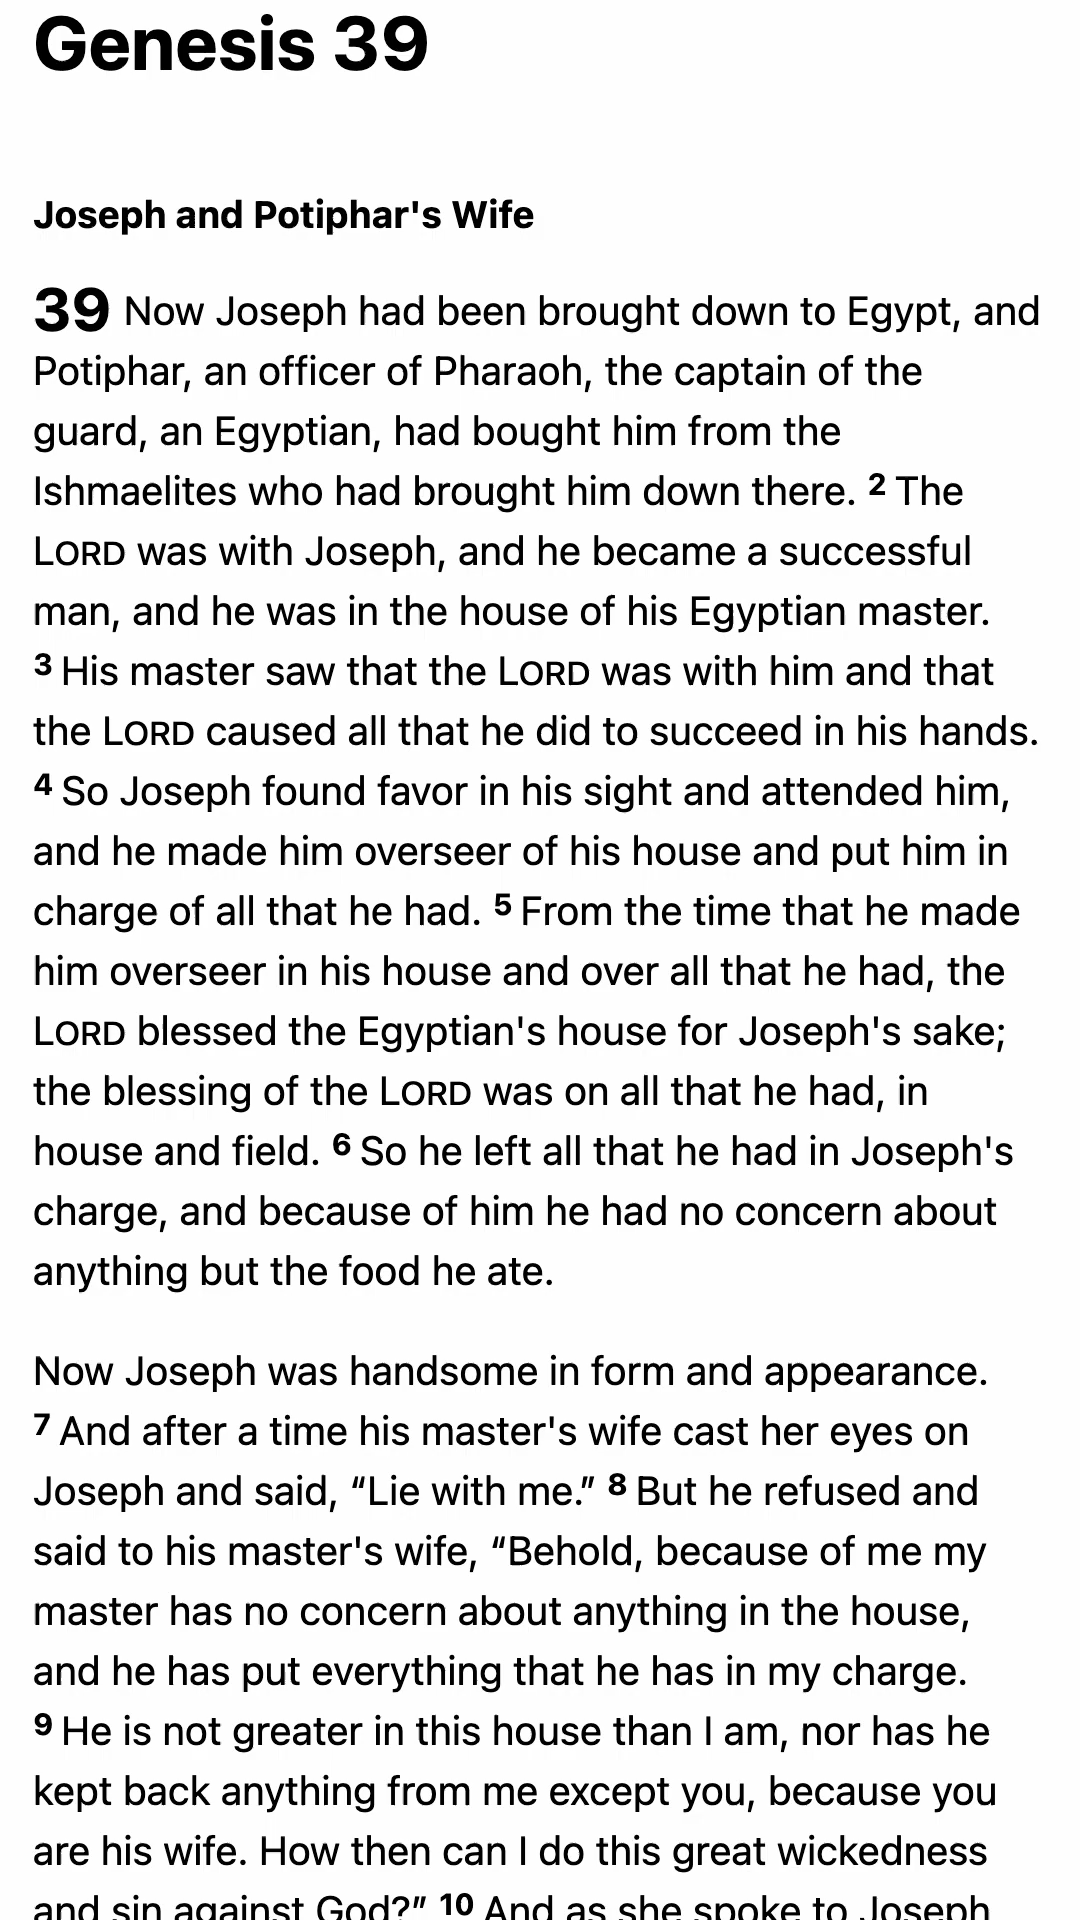 Genesis 39
Joseph and Potiphar's Wife
39 Now Joseph had been brought down to Egypt, and
Potiphar, an officer of Pharaoh, the captain of the
guard, an Egyptian, had bought him from the
Ishmaelites who had brought him down there. 2 The
LORD was with Joseph, and he became a successful
man, and he was in the house of his Egyptian master.
3 His master saw that the LORD was with him and that
the LORD caused all that he did to succeed in his hands.
4 So Joseph found favor in his sight and attended him,
and he made him overseer of his house and put him in
charge of all that he had. 5 From the time that he made
him overseer in his house and over all that he had, the
LORD blessed the Egyptian's house for Joseph's sake;
the blessing of the LORD was on all that he had, in
house and field. 6 So he left all that he had in Joseph's
charge, and because of him he had no concern about
anything but the food he ate.
Now Joseph was handsome in form and appearance.
7 And after a time his master's wife cast her eyes on
Joseph and said, “Lie with me.” 8 But he refused and
said to his master's wife, “Behold, because of me my
master has no concern about anything in the house,
and he has put everything that he has in my charge.
9 He is not greater in this house than I am, nor has he
kept back anything from me except you, because you
are his wife. How then can I do this great wickedness
and sin against God?” 10 And as she spoke to Joseph